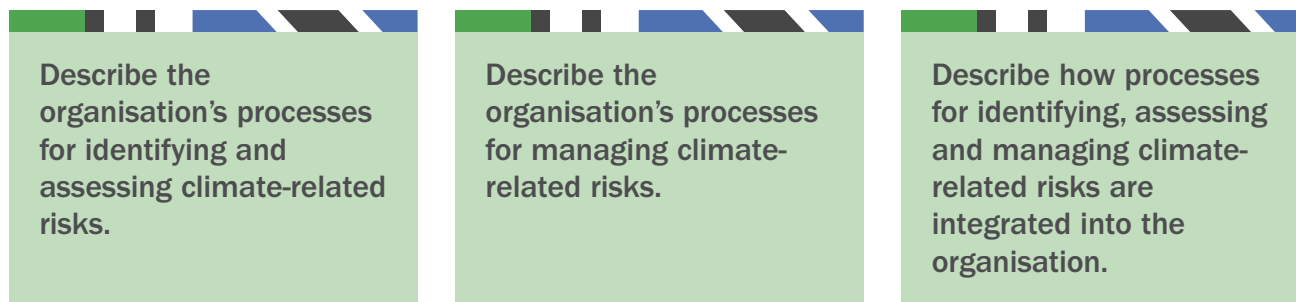 Describe the
organisation’s processes
for identifying and
assessing climate-related
risks.
Describe the
organisation’s processes
for managing climate-
related risks.
Describe how processes
for identifying, assessing
and managing climate-
related risks are
integrated into the
organisation.